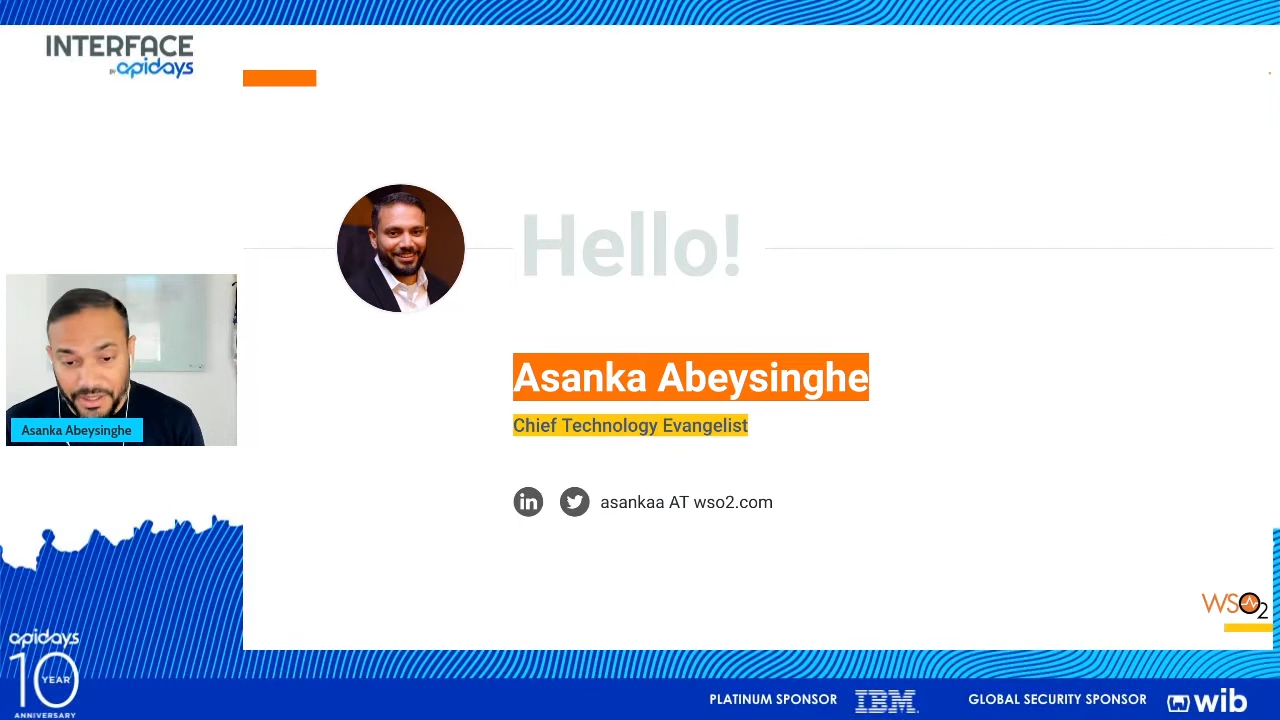 INTERFACE
BY apidays
Hello!
Asanka Abeysinghe
Chief Technology Evangelist
in
asankaa AT wso2.com
Asanka Abeysinghe
WSO2
apidays
10
YEAR
ANNIVERSARY
PLATINUM SPONSOR IBM GLOBAL SECURITY SPONSOR wib